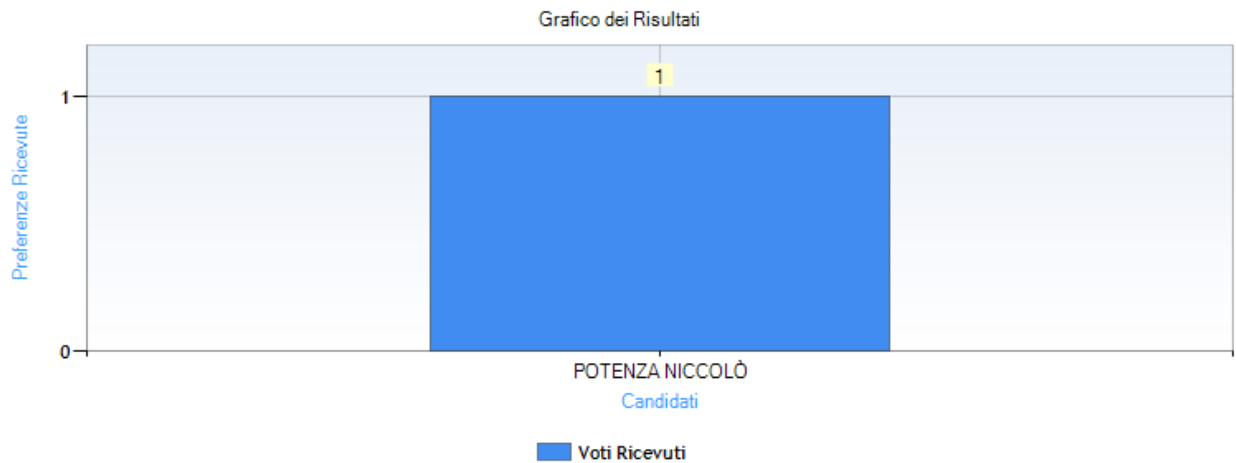 Grafico dei Risultati
1
1
Preferenze Ricevute
0
POTENZA NICCOLÒ
Candidati
Voti Ricevuti